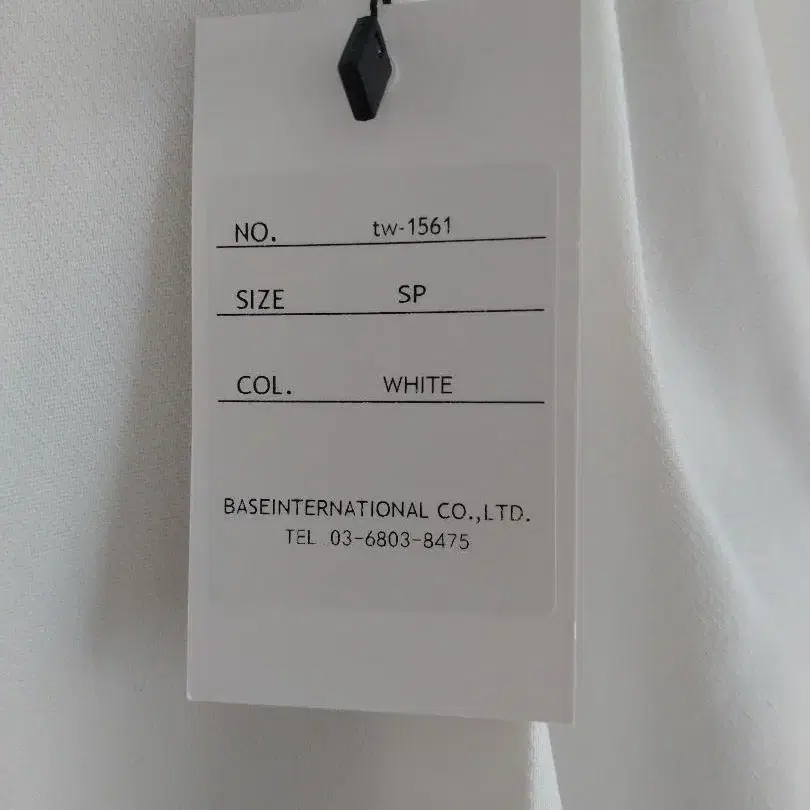 NO. tw-1561
SIZE SP
COL. WHITE
BASEINTERNATIONAL CO.,LTD.
TEL 03-6803-8475